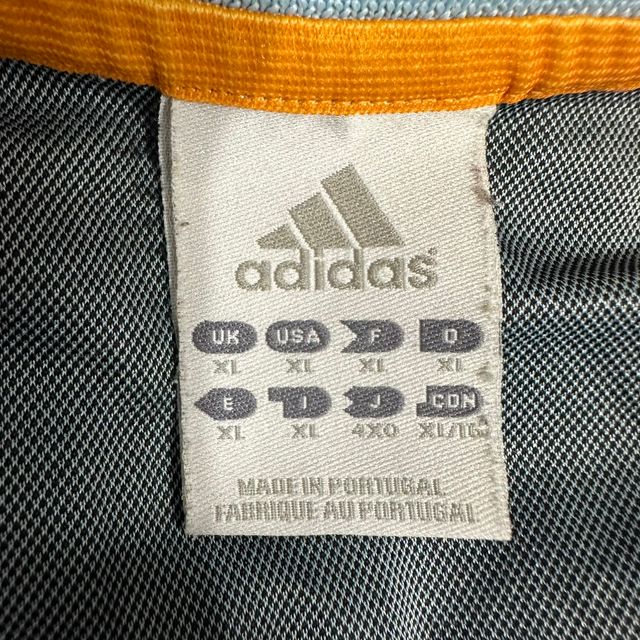 adidas
UK USA F D
XL XL XL XL
E I J CDN
XL XL 4XO XL/TG
MADE IN PORTUGAL
FABRIQUE AU PORTUGAL